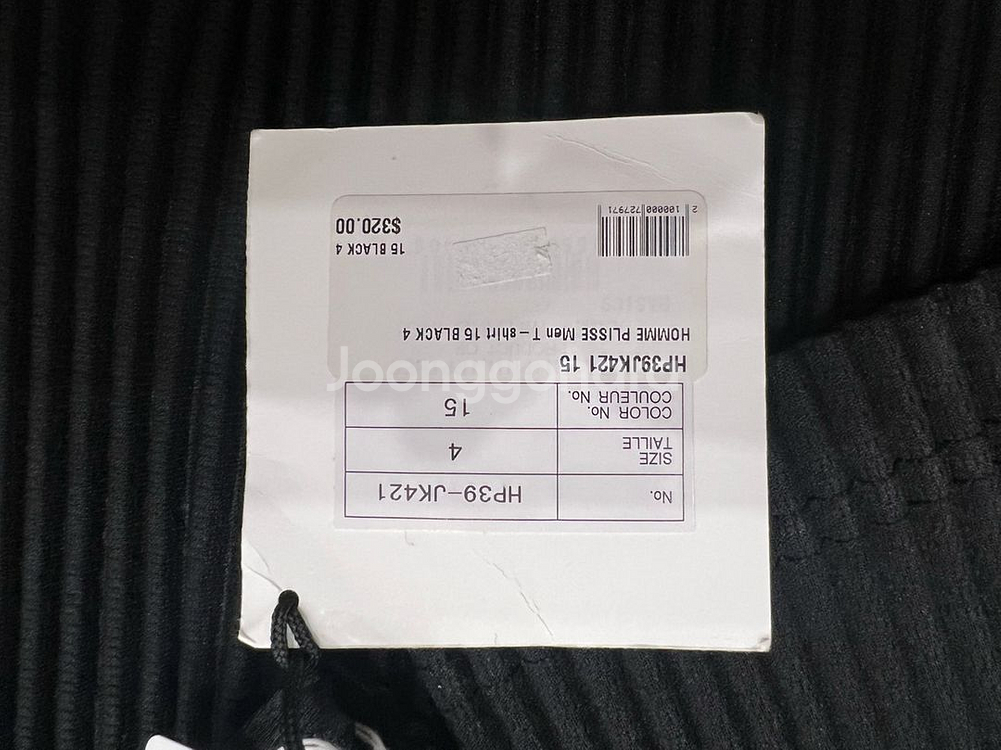 No. HP39-JK421
SIZE
TAILLE 4
COLOR No.
COULEUR No. 15
HP39JK421 15
HOMME PLISSE Men T-shirt 15 BLACK 4
15 BLACK 4
$320.00
2 100000 727971
Joonggonara